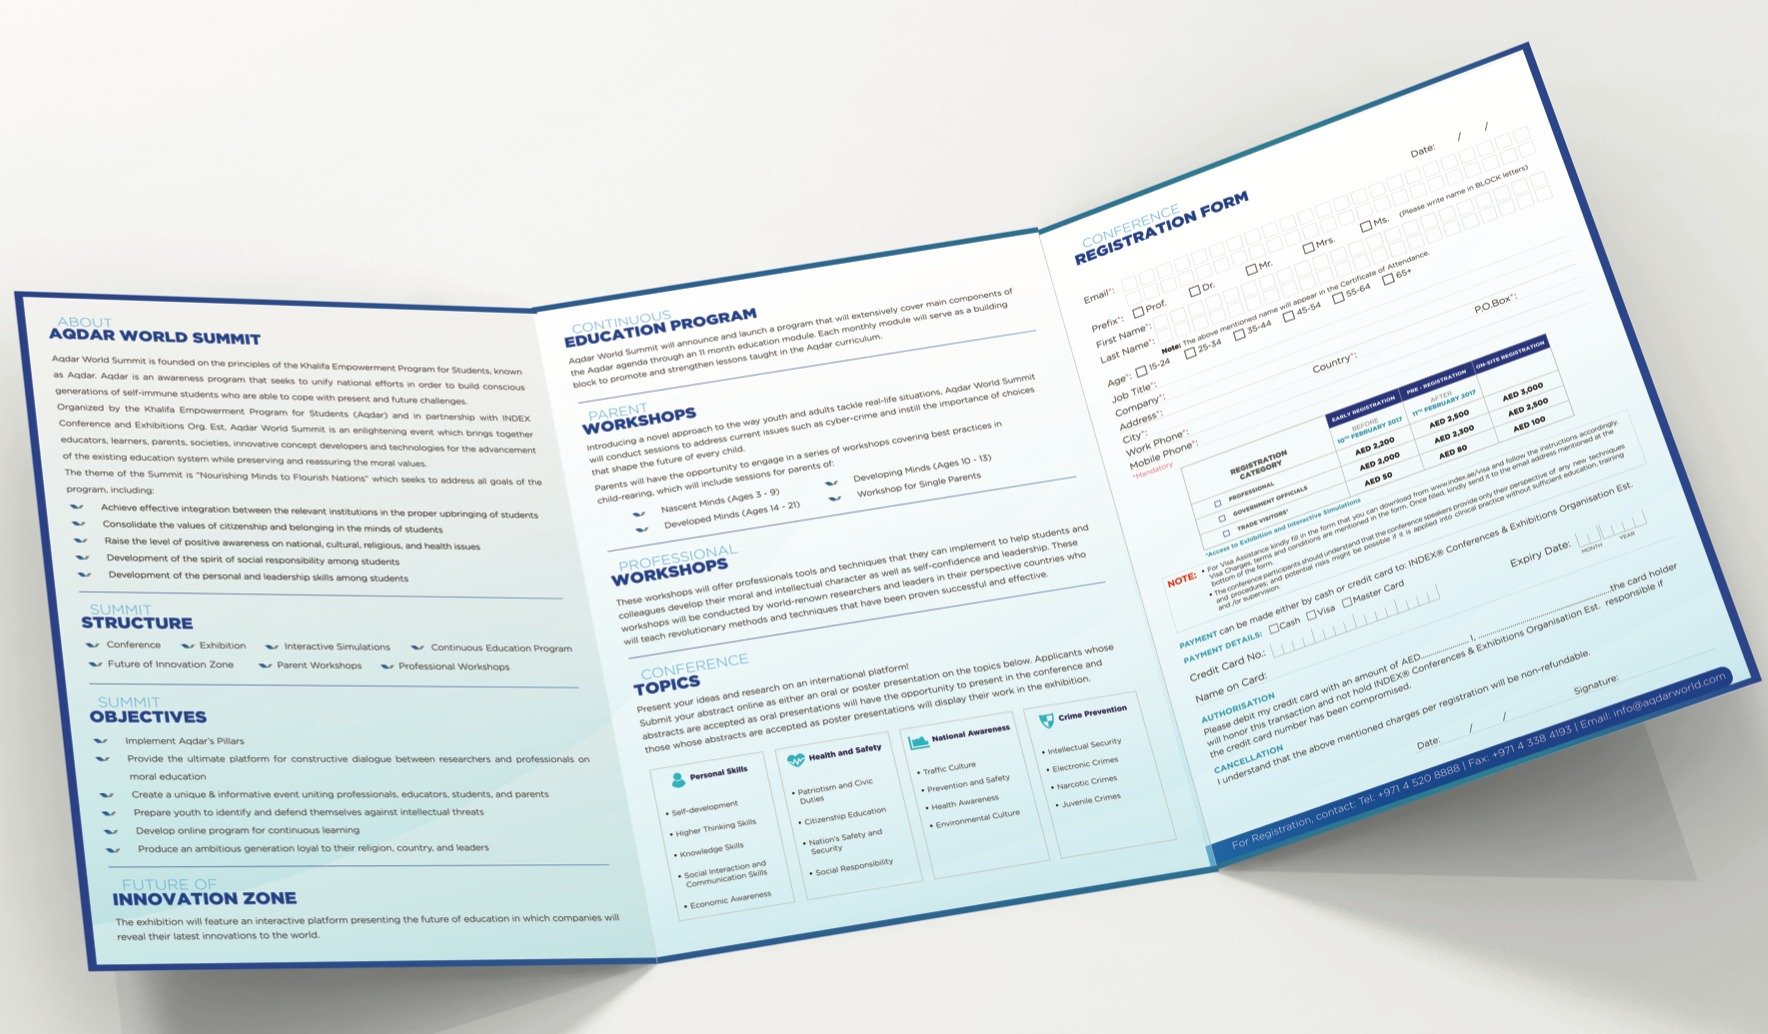 ABOUT
AQDAR WORLD SUMMIT
Aqdar World Summit is founded on the principles of the Khalifa Empowerment Program for Students, known
as Aqdar. Aqdar is an awareness program that seeks to unify national efforts in order to build conscious
generations of self-immune students who are able to cope with present and future challenges.
Organized by the Khalifa Empowerment Program for Students (Aqdar) and in partnership with INDEX
Conference and Exhibitions Org. Est, Aqdar World Summit is an enlightening event which brings together
educators, learners, parents, societies, innovative concept developers and technologies for the advancement
of the existing education system while preserving and reassuring the moral values.
The theme of the Summit is "Nourishing Minds to Flourish Nations" which seeks to address all goals of the
program, including:
Achieve effective integration between the relevant institutions in the proper upbringing of students
Consolidate the values of citizenship and belonging in the minds of students
Raise the level of positive awareness on national, cultural, religious, and health issues
Development of the spirit of social responsibility among students
Development of the personal and leadership skills among students
SUMMIT
STRUCTURE
Conference Exhibition Interactive Simulations Continuous Education Program
Future of Innovation Zone Parent Workshops Professional Workshops
SUMMIT
OBJECTIVES
Implement Aqdar's Pillars
Provide the ultimate platform for constructive dialogue between researchers and professionals on
moral education
Create a unique & informative event uniting professionals, educators, students, and parents
Prepare youth to identify and defend themselves against intellectual threats
Develop online program for continuous learning
Produce an ambitious generation loyal to their religion, country, and leaders
FUTURE OF
INNOVATION ZONE
The exhibition will feature an interactive platform presenting the future of education in which companies will
reveal their latest innovations to the world.
CONTINUOUS
EDUCATION PROGRAM
Aqdar World Summit will announce and launch a program that will extensively cover main components of
the Aqdar agenda through an 11 month education module. Each monthly module will serve as a building
block to promote and strengthen lessons taught in the Aqdar curriculum.
PARENT
WORKSHOPS
Introducing a novel approach to the way youth and adults tackle real-life situations, Aqdar World Summit
will conduct sessions to address current issues such as cyber-crime and instill the importance of choices
that shape the future of every child.
Parents will have the opportunity to engage in a series of workshops covering best practices in
child-rearing, which will include sessions for parents of:
Nascent Minds (Ages 3 - 9) Developing Minds (Ages 10 - 13)
Developed Minds (Ages 14 - 21) Workshop for Single Parents
PROFESSIONAL
WORKSHOPS
These workshops will offer professionals tools and techniques that they can implement to help students and
colleagues develop their moral and intellectual character as well as self-confidence and leadership. These
workshops will be conducted by world-renown researchers and leaders in their perspective countries who
will teach revolutionary methods and techniques that have been proven successful and effective.
CONFERENCE
TOPICS
Present your ideas and research on an international platform!
Submit your abstract online as either an oral or poster presentation on the topics below. Applicants whose
abstracts are accepted as oral presentations will have the opportunity to present in the conference and
those whose abstracts are accepted as poster presentations will display their work in the exhibition.
Personal Skills
• Self-development
• Higher Thinking Skills
• Knowledge Skills
• Social Interaction and
Communication Skills
• Economic Awareness
Health and Safety
• Patriotism and Civic
Duties
• Citizenship Education
• Nation's Safety and
Security
• Social Responsibility
National Awareness
• Traffic Culture
• Prevention and Safety
• Health Awareness
• Environmental Culture
Crime Prevention
• Intellectual Security
• Electronic Crimes
• Narcotic Crimes
• Juvenile Crimes
CONFERENCE
REGISTRATION FORM
Date: / /
Email*:
Prefix*: Prof. Dr. Mr. Mrs. Ms. (Please write name in BLOCK letters)
First Name*:
Last Name*:
Note: The above mentioned name will appear in the Certificate of Attendance.
Age*: 15-24 25-34 35-44 45-54 55-64 65+
Job Title*:
Company*:
Address*:
City*: Country*: P.O.Box*:
Work Phone*:
Mobile Phone*:
*Mandatory
REGISTRATION
CATEGORY
EARLY REGISTRATION PRE - REGISTRATION ON-SITE REGISTRATION
BEFORE
10TH FEBRUARY 2017
AFTER
11TH FEBRUARY 2017
PROFESSIONAL AED 2,200 AED 2,500 AED 3,000
GOVERNMENT OFFICIALS AED 2,000 AED 2,300 AED 2,500
TRADE VISITORS* AED 50 AED 80 AED 100
*Access to Exhibition and Interactive Simulations
NOTE:
• For Visa Assistance kindly fill in the form that you can download from www.index.ae/visa and follow the instructions accordingly.
Visa Charges, terms and conditions are mentioned in the form. Once filled, kindly send it to the email address mentioned at the
bottom of the form.
• The conference participants should understand that the conference speakers provide only their perspective of any new techniques
and procedures; and potential risks might be possible if it is applied into clinical practice without sufficient education, training
and /or supervision.
PAYMENT can be made either by cash or credit card to: INDEX® Conferences & Exhibitions Organisation Est.
PAYMENT DETAILS: Cash Visa Master Card
Credit Card No.: Expiry Date:
MONTH YEAR
Name on Card:
AUTHORISATION
Please debit my credit card with an amount of AED.................. I, .............................................the card holder
will honor this transaction and not hold INDEX® Conferences & Exhibitions Organisation Est. responsible if
the credit card number has been compromised.
CANCELLATION
I understand that the above mentioned charges per registration will be non-refundable.
Date: / / Signature:
For Registration, contact: Tel: +971 4 520 8888 | Fax: +971 4 338 4193 | Email: info@aqdarworld.com